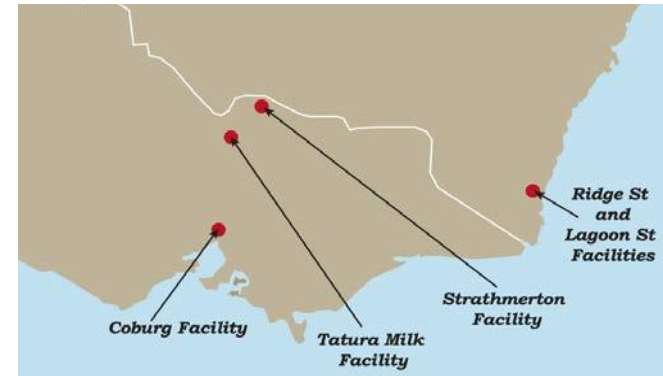 Ridge St
and
Lagoon St
Facilities
Strathmerton
Facility
Coburg Facility
Tatura Milk
Facility